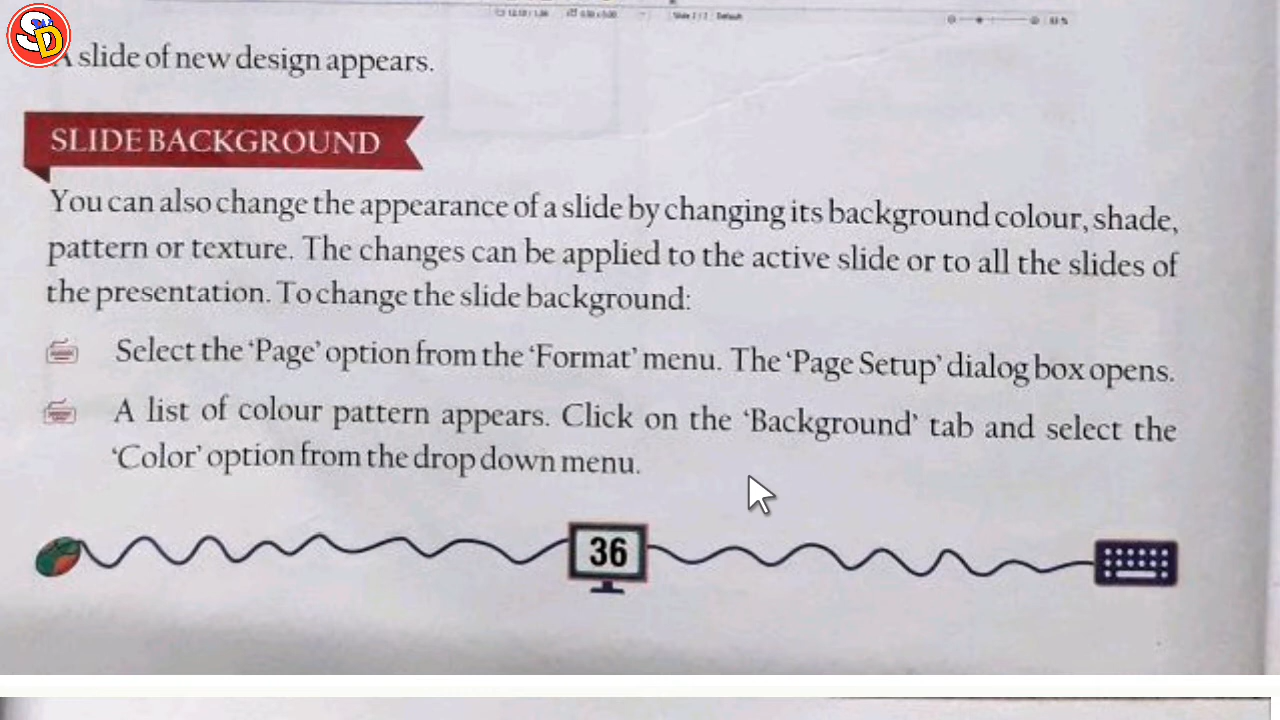 SD
A slide of new design appears.
SLIDE BACKGROUND
You can also change the appearance of a slide by changing its background colour, shade,
pattern or texture. The changes can be applied to the active slide or to all the slides of
the presentation. To change the slide background:
Select the ‘Page’ option from the ‘Format’ menu. The ‘Page Setup’ dialog box opens.
A list of colour pattern appears. Click on the ‘Background’ tab and select the
‘Color’ option from the drop down menu.
36